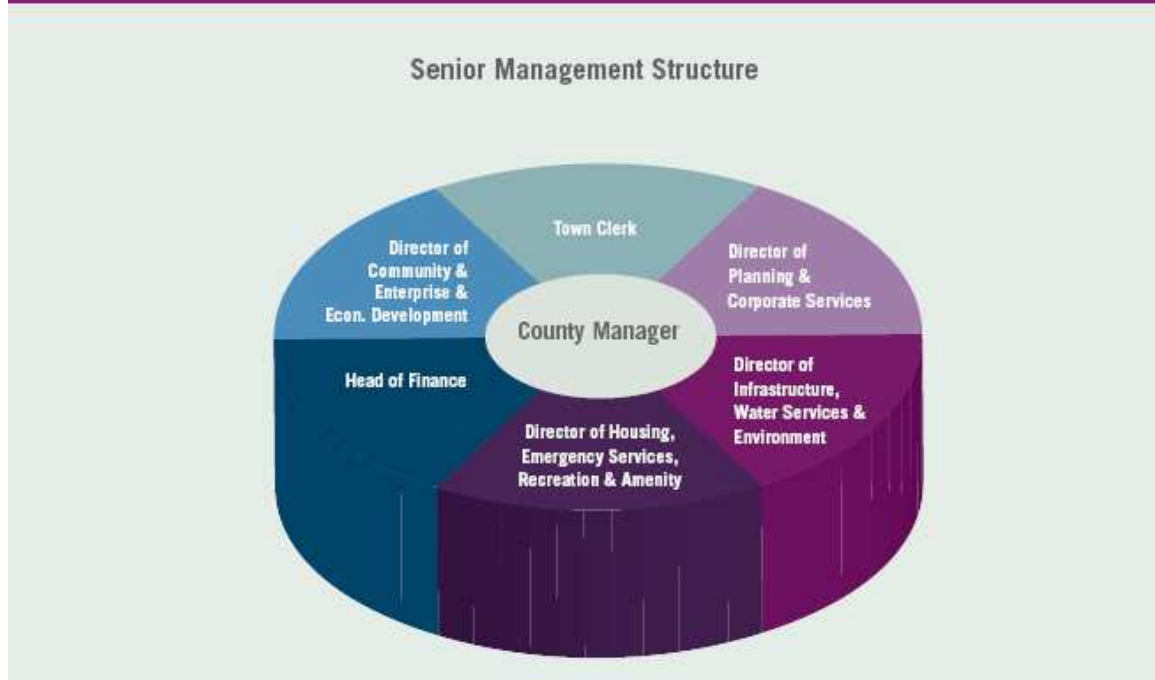 Senior Management Structure
Town Clerk
Director of
Community &
Enterprise &
Econ. Development
Director of
Planning &
Corporate Services
County Manager
Head of Finance
Director of
Infrastructure,
Water Services &
Environment
Director of Housing,
Emergency Services,
Recreation & Amenity